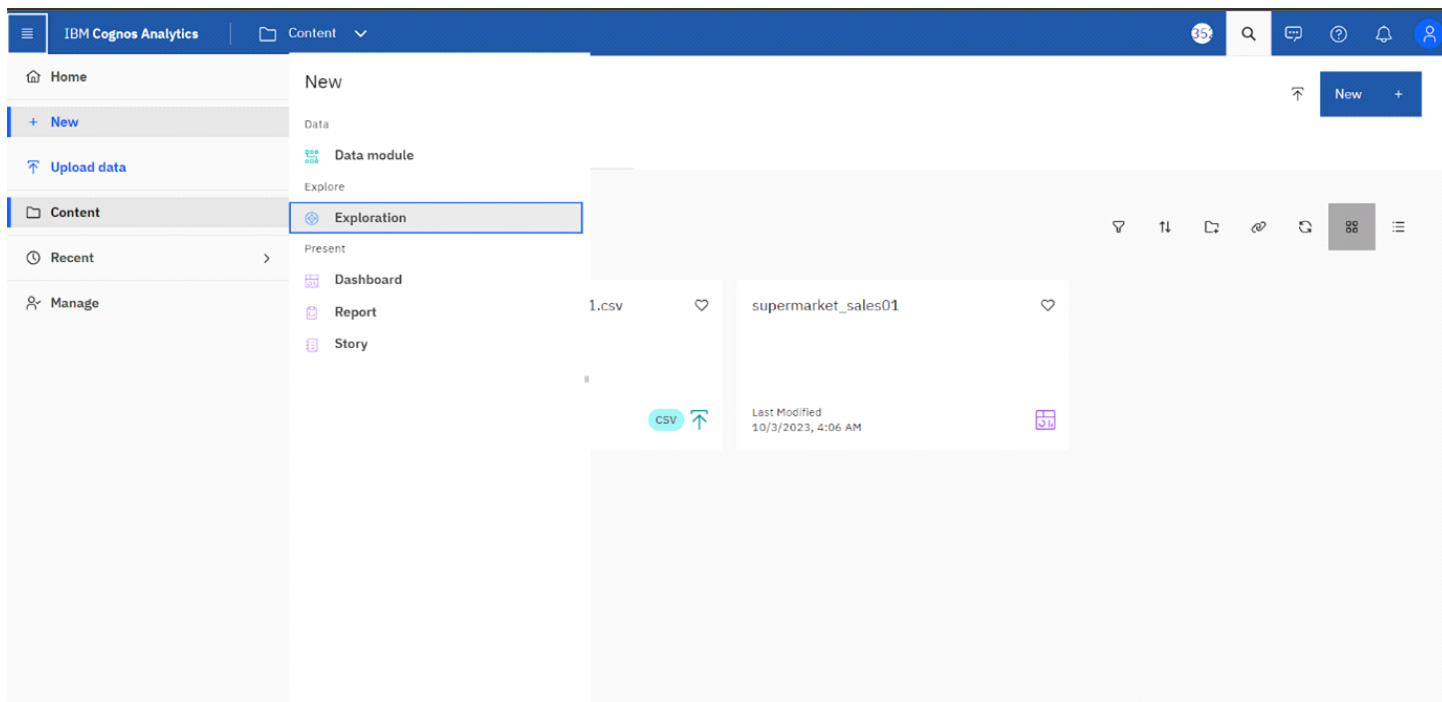 IBM Cognos Analytics
Content
Home
New
Upload data
Content
Recent
Manage
New
Data
Data module
Explore
Exploration
Present
Dashboard
Report
Story
New +
1.csv
CSV
supermarket_sales01
Last Modified
10/3/2023, 4:06 AM